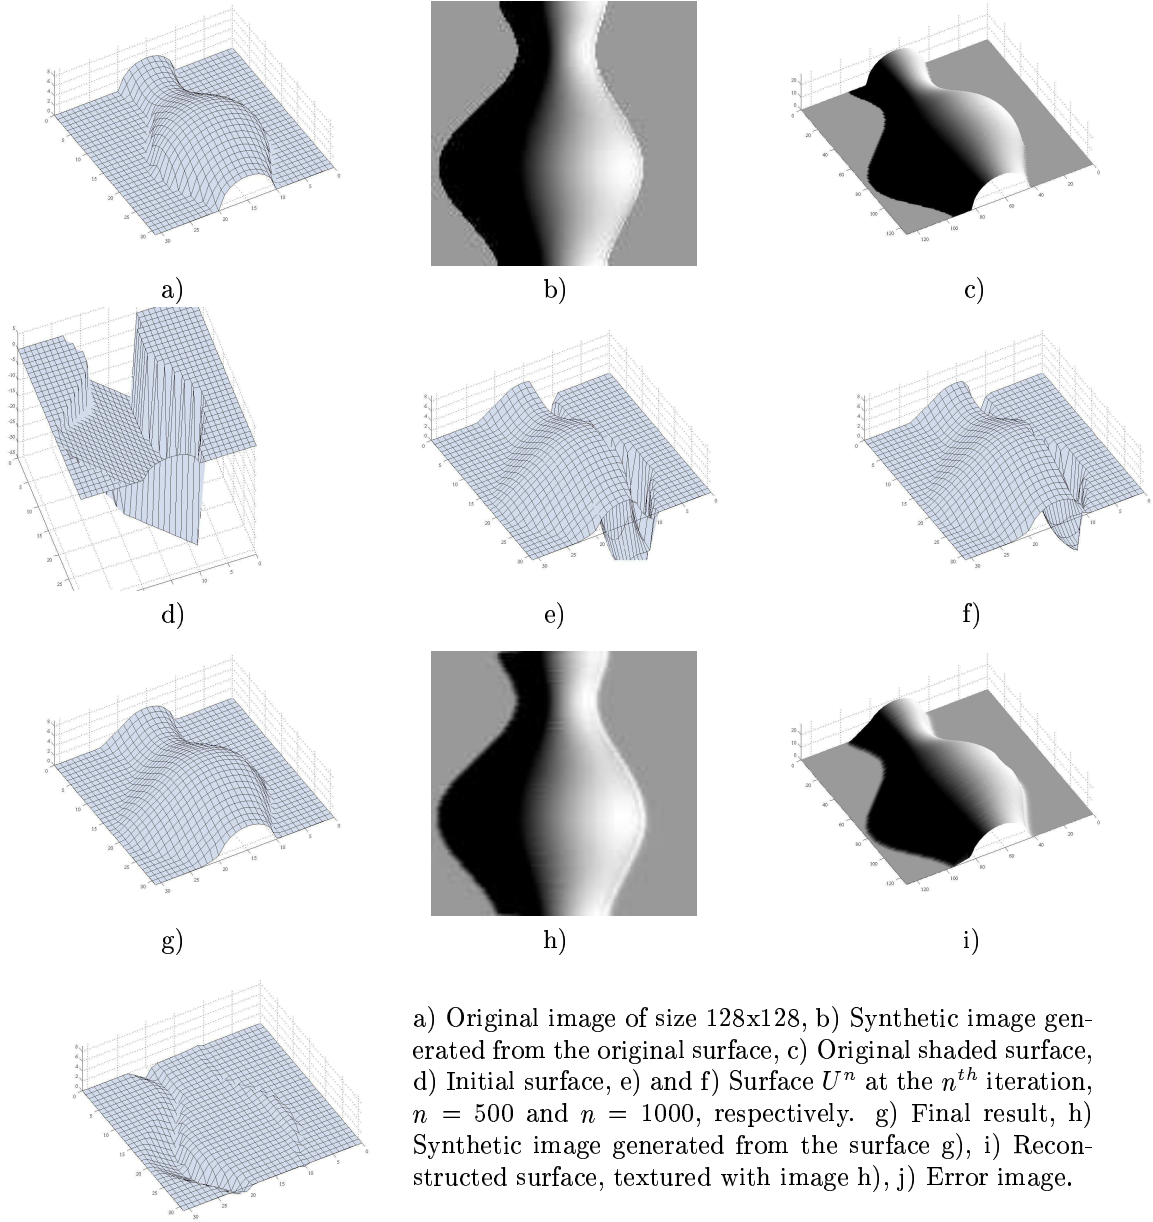 a)
b)
c)
d)
e)
f)
g)
h)
i)
a) Original image of size 128x128, b) Synthetic image gen-
erated from the original surface, c) Original shaded surface,
d) Initial surface, e) and f) Surface Uⁿ at the nᵗʰ iteration,
n = 500 and n = 1000, respectively. g) Final result, h)
Synthetic image generated from the surface g), i) Recon-
structed surface, textured with image h), j) Error image.